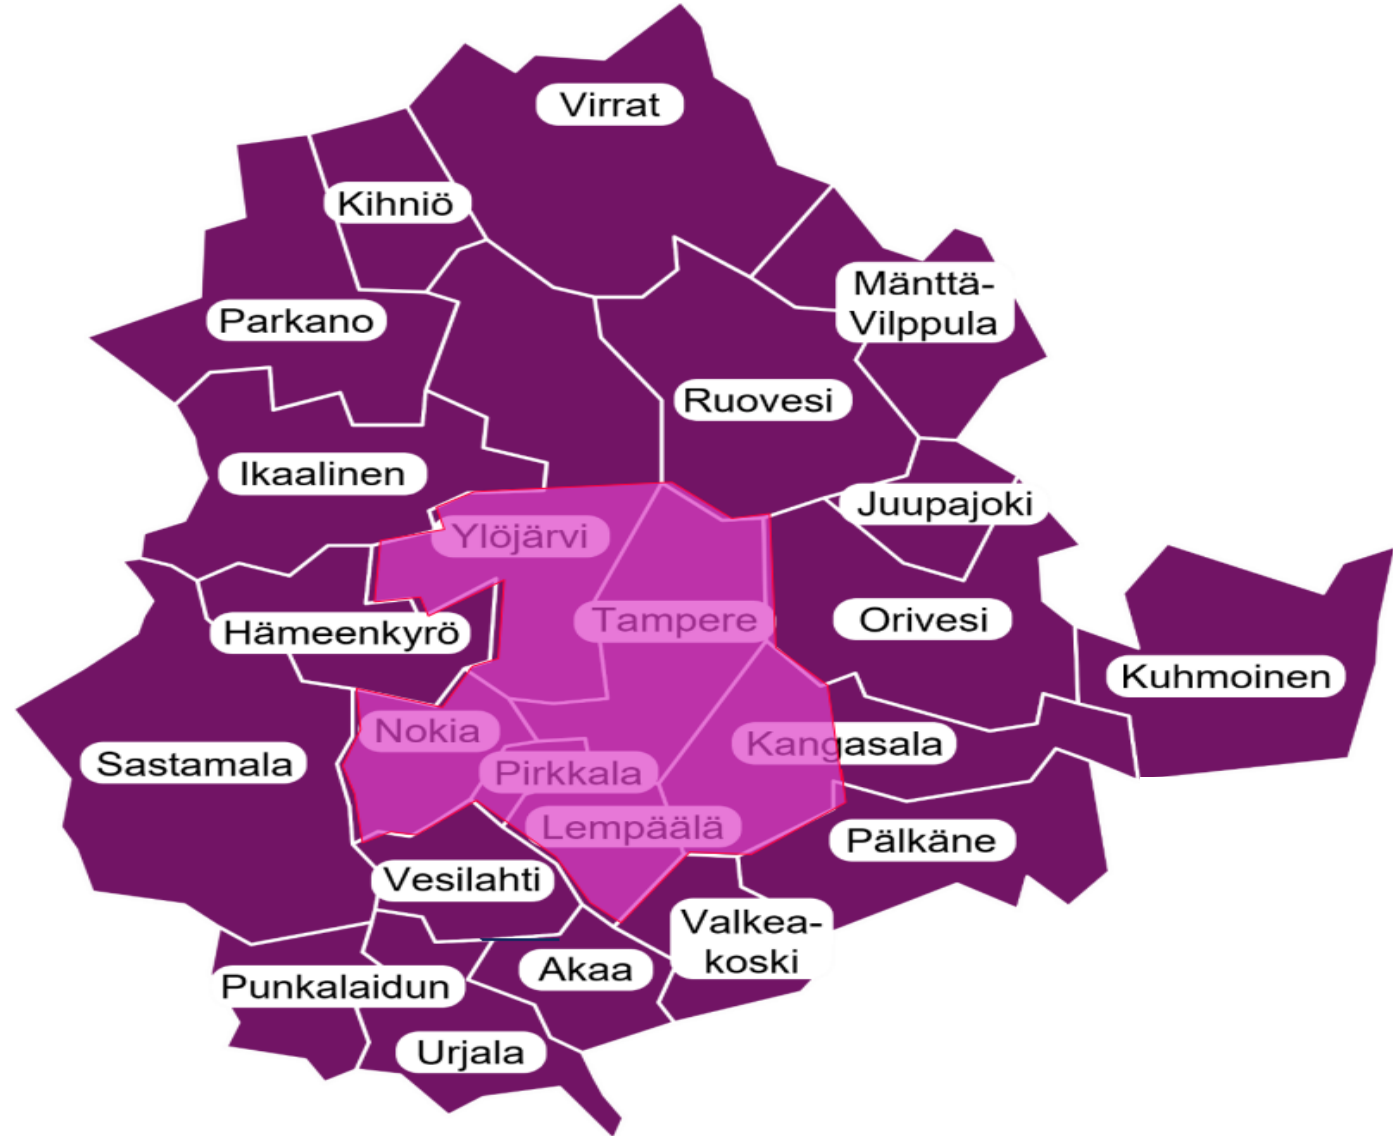 Virrat
Kihniö
Mänttä-
Vilppula
Parkano
Ruovesi
Ikaalinen
Juupajoki
Ylöjärvi
Tampere
Orivesi
Hämeenkyrö
Kuhmoinen
Nokia
Kangasala
Sastamala
Pirkkala
Lempäälä
Pälkäne
Vesilahti
Valkea-
koski
Akaa
Punkalaidun
Urjala